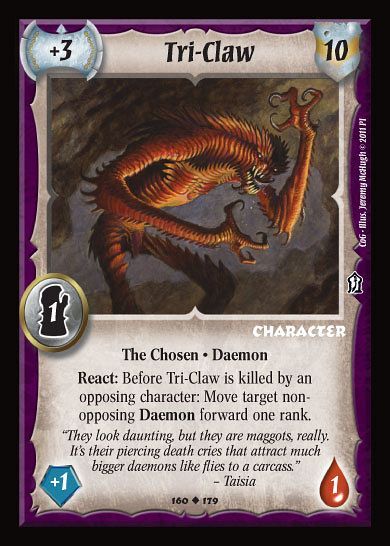 +3
Tri-Claw
10
CoG - Illus. Jeremy McHugh © 2011 P1
1
CHARACTER
The Chosen • Daemon
React: Before Tri-Claw is killed by an
opposing character: Move target non-
opposing Daemon forward one rank.
“They look daunting, but they are maggots, really.
It’s their piercing death cries that attract much
bigger daemons like flies to a carcass.”
– Taisia
+1
160 ◆ 179
1